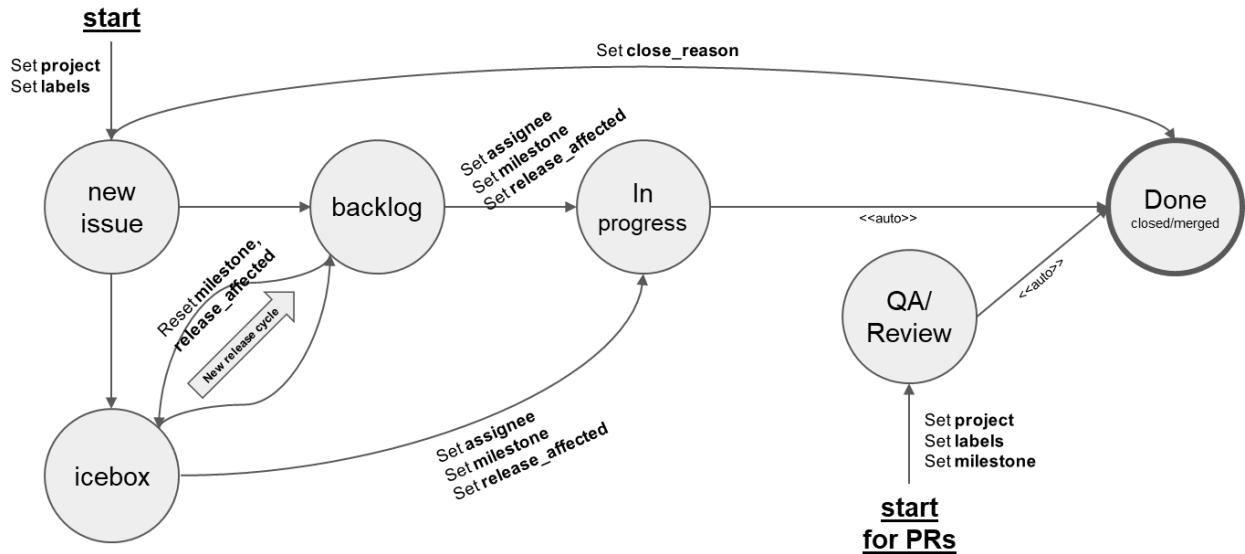 start
Set project
Set labels
Set close_reason
new
issue
backlog
Set assignee
Set milestone
Set release_affected
In
progress
<<auto>>
Done
closed/merged
Reset milestone,
release_affected
New release cycle
QA/
Review
<<auto>>
icebox
Set assignee
Set milestone
Set release_affected
Set project
Set labels
Set milestone
start
for PRs